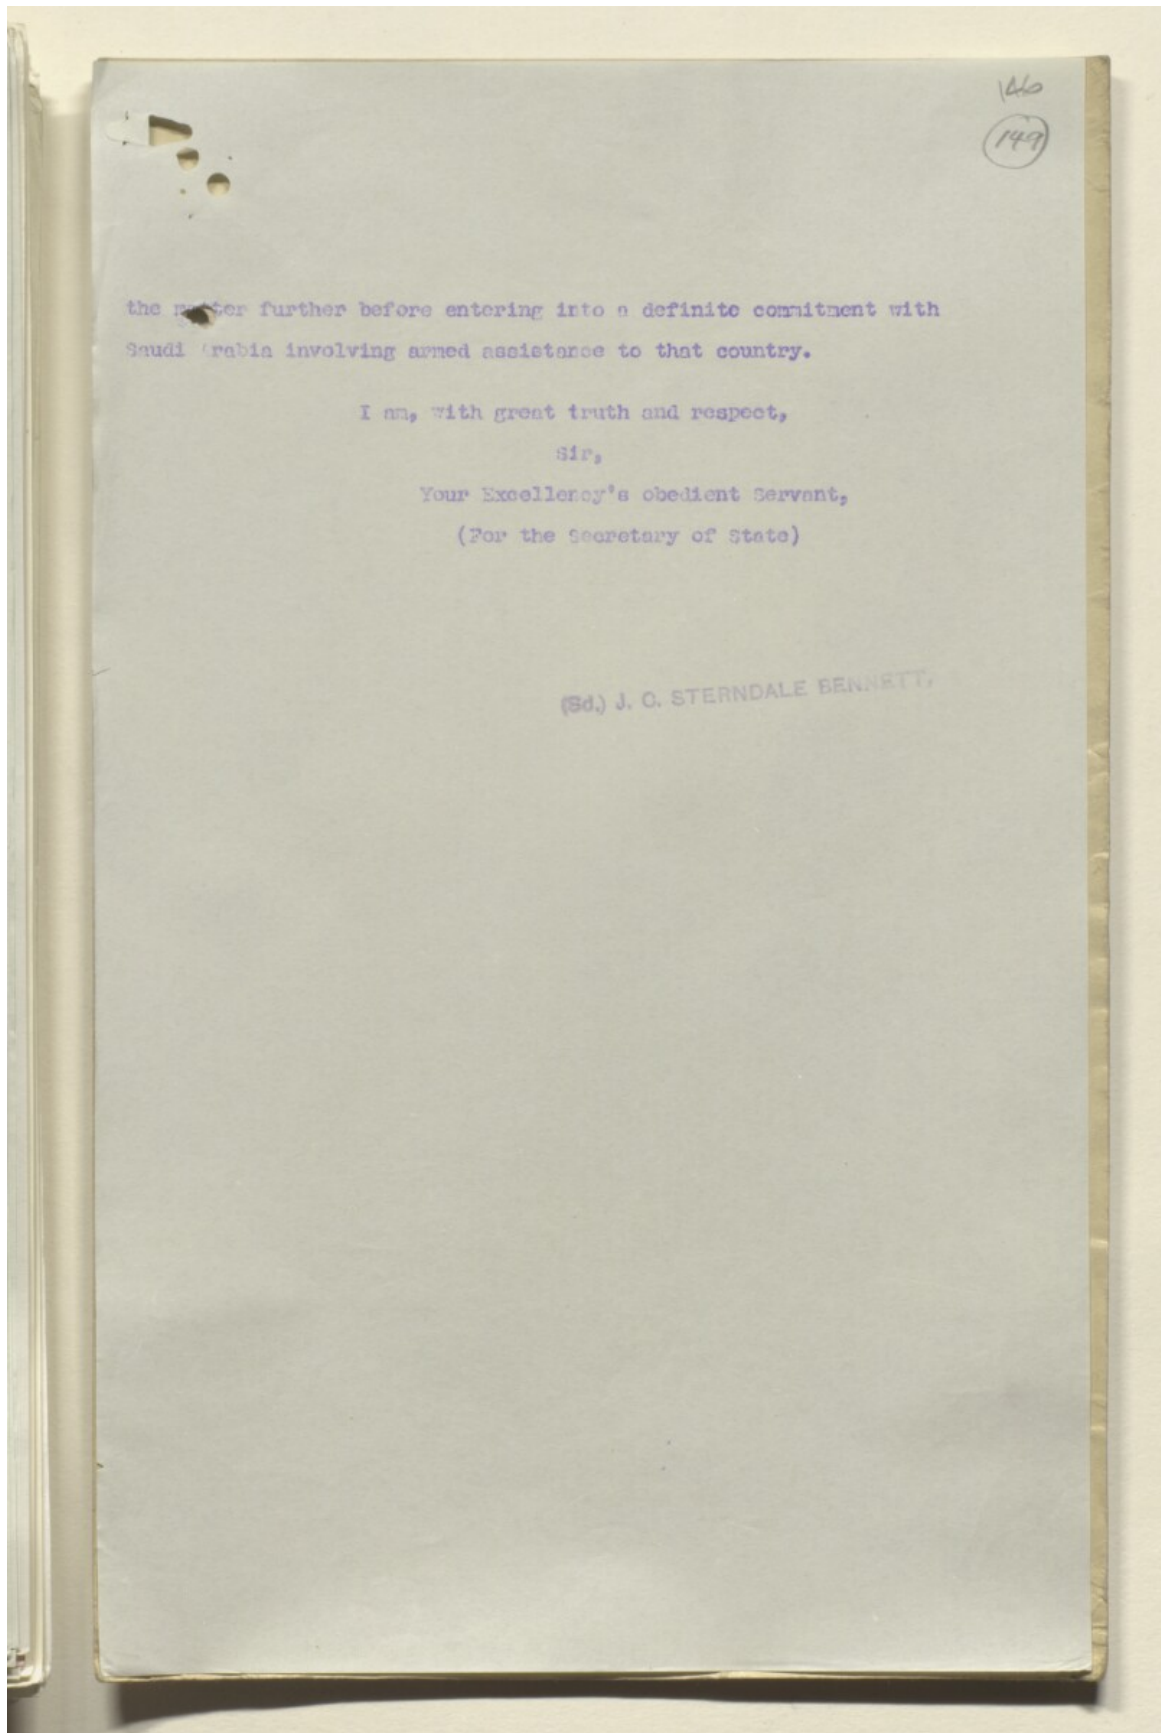 146
149
the matter further before entering into a definite commitment with
Saudi Arabia involving armed assistance to that country.
I am, with great truth and respect,
Sir,
Your Excellency's obedient Servant,
(For the Secretary of State)
(Sd.) J. C. STERNDALE BENNETT.